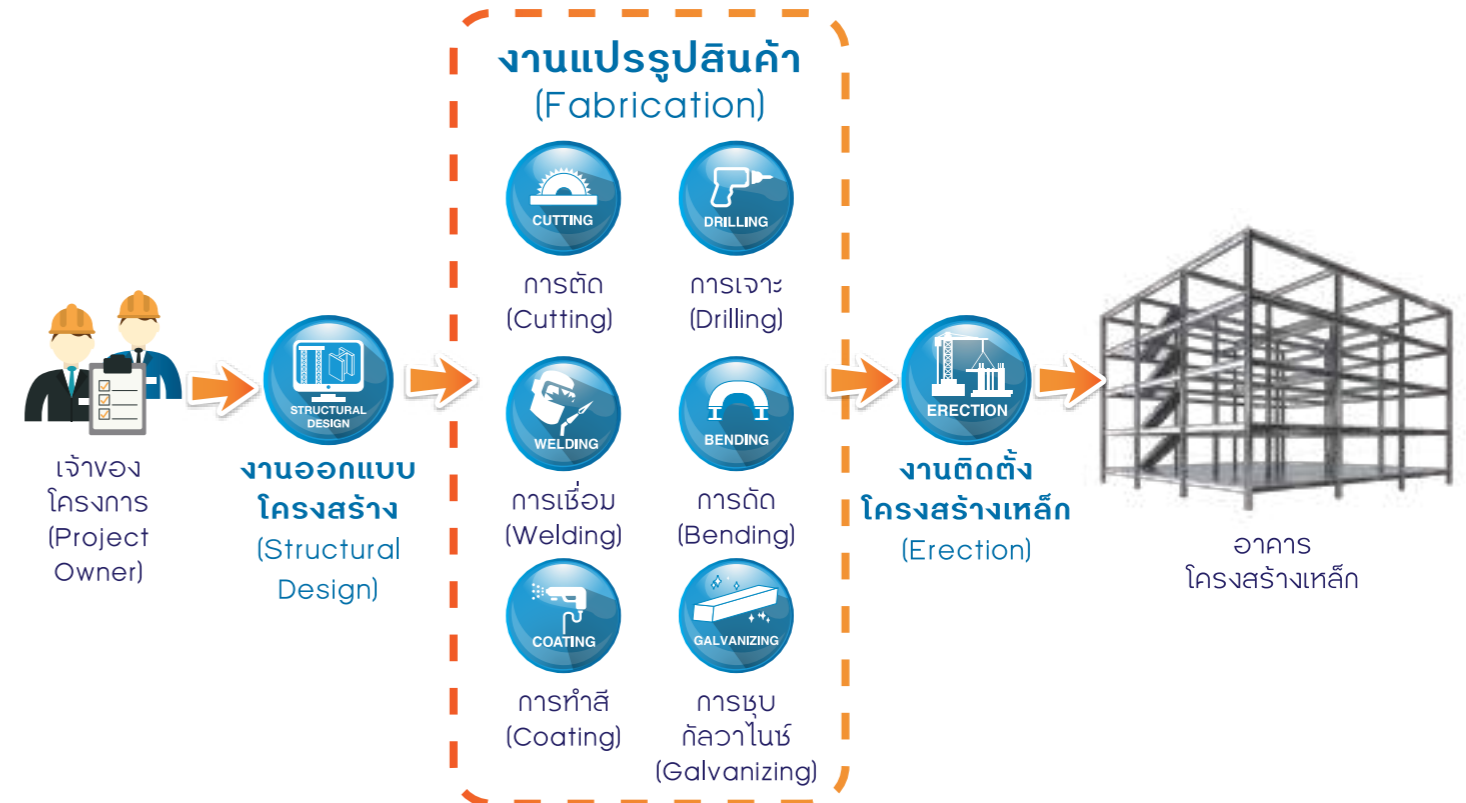 เจ้าของ
โครงการ
(Project
Owner)
STRUCTURAL
DESIGN
งานออกแบบ
โครงสร้าง
(Structural
Design)
งานแปรรูปสินค้า
(Fabrication)
CUTTING
การตัด
(Cutting)
DRILLING
การเจาะ
(Drilling)
WELDING
การเชื่อม
(Welding)
BENDING
การดัด
(Bending)
COATING
การทำสี
(Coating)
GALVANIZING
การชุบ
กัลวาไนซ์
(Galvanizing)
ERECTION
งานติดตั้ง
โครงสร้างเหล็ก
(Erection)
อาคาร
โครงสร้างเหล็ก